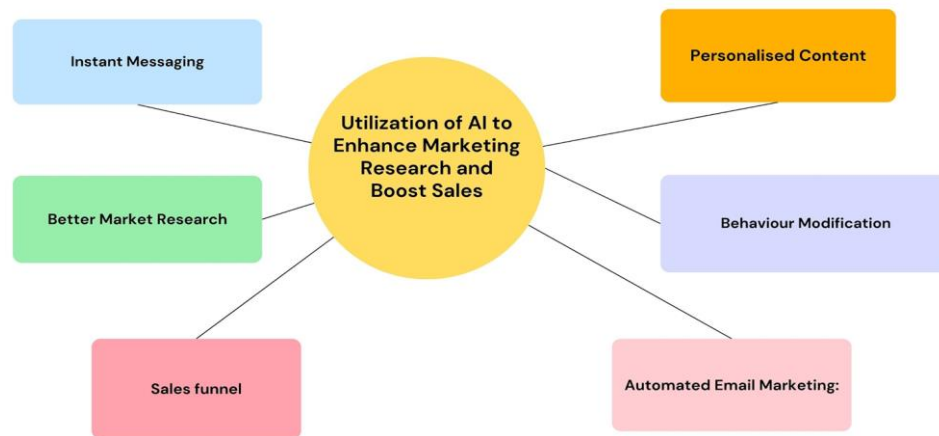 Instant Messaging
Personalised Content
Utilization of AI to
Enhance Marketing
Research and
Boost Sales
Better Market Research
Behaviour Modification
Sales funnel
Automated Email Marketing: